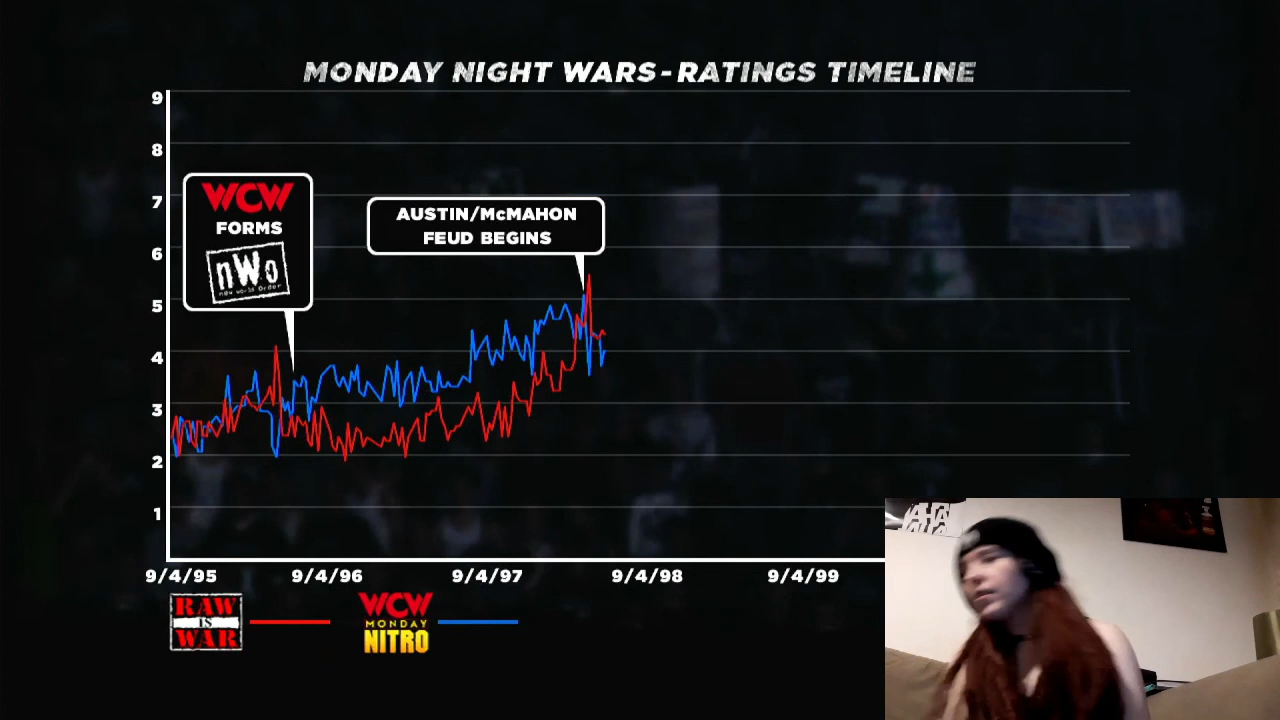 MONDAY NIGHT WARS - RATINGS TIMELINE
9
8
7
6
5
4
3
2
1
WCW
FORMS
nWo
new world Order
AUSTIN/McMAHON
FEUD BEGINS
9/4/95
9/4/96
9/4/97
9/4/98
9/4/99
RAW
IS
WAR
WCW
MONDAY
NITRO